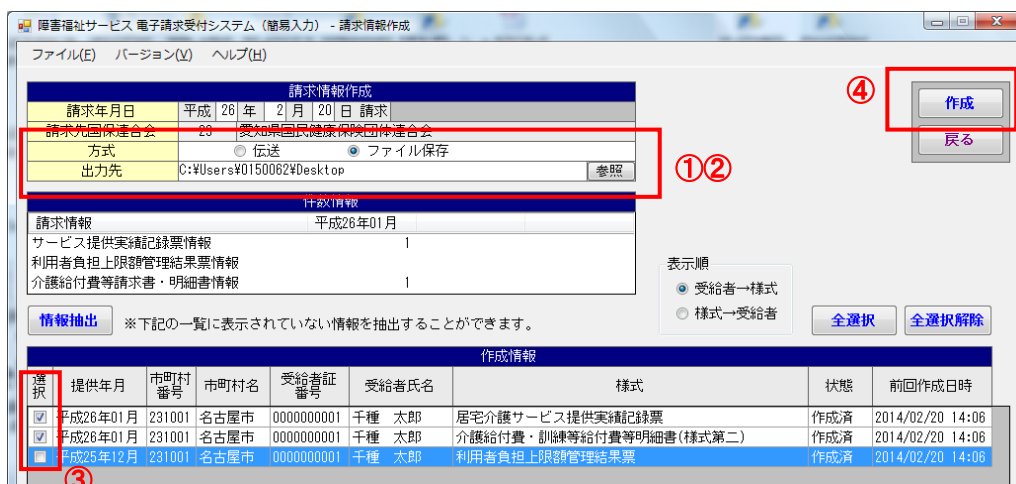 障害福祉サービス 電子請求受付システム（簡易入力） - 請求情報作成
ファイル(F) バージョン(V) ヘルプ(H)
請求情報作成
請求年月日 平成 26 年 2 月 20 日 請求
請求先国保連合会 23 愛知県国民健康保険団体連合会
方式 伝送 ファイル保存
出力先 C:¥Users¥0150062¥Desktop 参照
①②
④
作成
戻る
件数情報
請求情報 平成26年01月
サービス提供実績記録票情報 1
利用者負担上限額管理結果票情報
介護給付費等請求書・明細書情報 1
表示順
受給者→様式
様式→受給者
情報抽出 ※下記の一覧に表示されていない情報を抽出することができます。
全選択 全選択解除
作成情報
選択 提供年月 市町村番号 市町村名 受給者証番号 受給者氏名 様式 状態 前回作成日時
平成26年01月 231001 名古屋市 0000000001 千種 太郎 居宅介護サービス提供実績記録票 作成済 2014/02/20 14:06
平成26年01月 231001 名古屋市 0000000001 千種 太郎 介護給付費・訓練等給付費等明細書(様式第二) 作成済 2014/02/20 14:06
平成25年12月 231001 名古屋市 0000000001 千種 太郎 利用者負担上限額管理結果票 作成済 2014/02/20 14:06
③